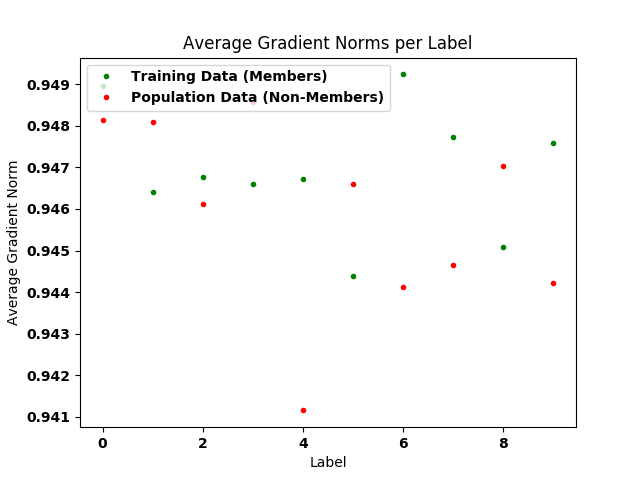 Average Gradient Norms per Label
Training Data (Members)
Population Data (Non-Members)
0.949
0.948
0.947
0.946
0.945
0.944
0.943
0.942
0.941
Average Gradient Norm
0 2 4 6 8
Label